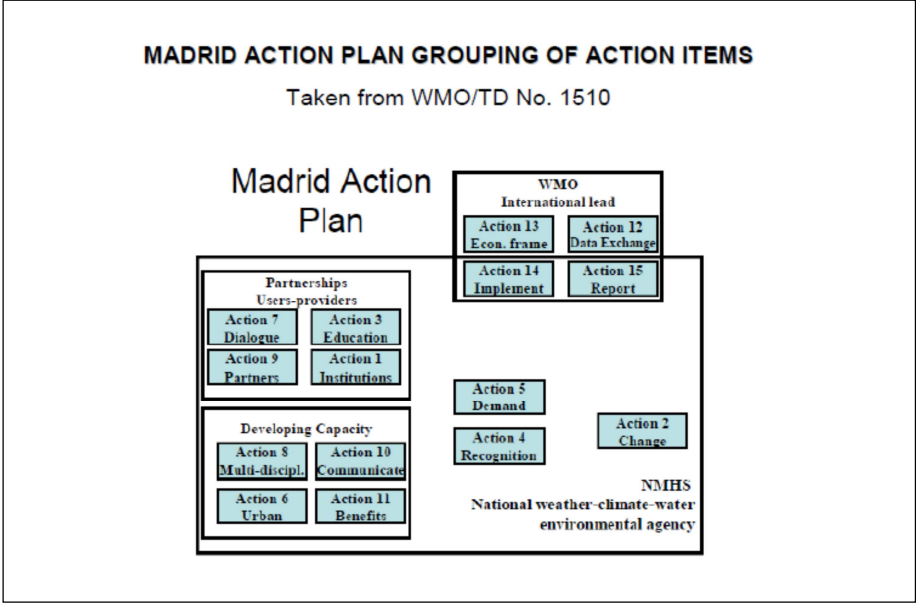 MADRID ACTION PLAN GROUPING OF ACTION ITEMS
Taken from WMO/TD No. 1510
Madrid Action
Plan
WMO
International lead
Action 13
Econ. frame
Action 12
Data Exchange
Action 14
Implement
Action 15
Report
Partnerships
Users-providers
Action 7
Dialogue
Action 3
Education
Action 9
Partners
Action 1
Institutions
Developing Capacity
Action 8
Multi-discipl.
Action 10
Communicate
Action 6
Urban
Action 11
Benefits
Action 5
Demand
Action 4
Recognition
Action 2
Change
NMHS
National weather-climate-water
environmental agency